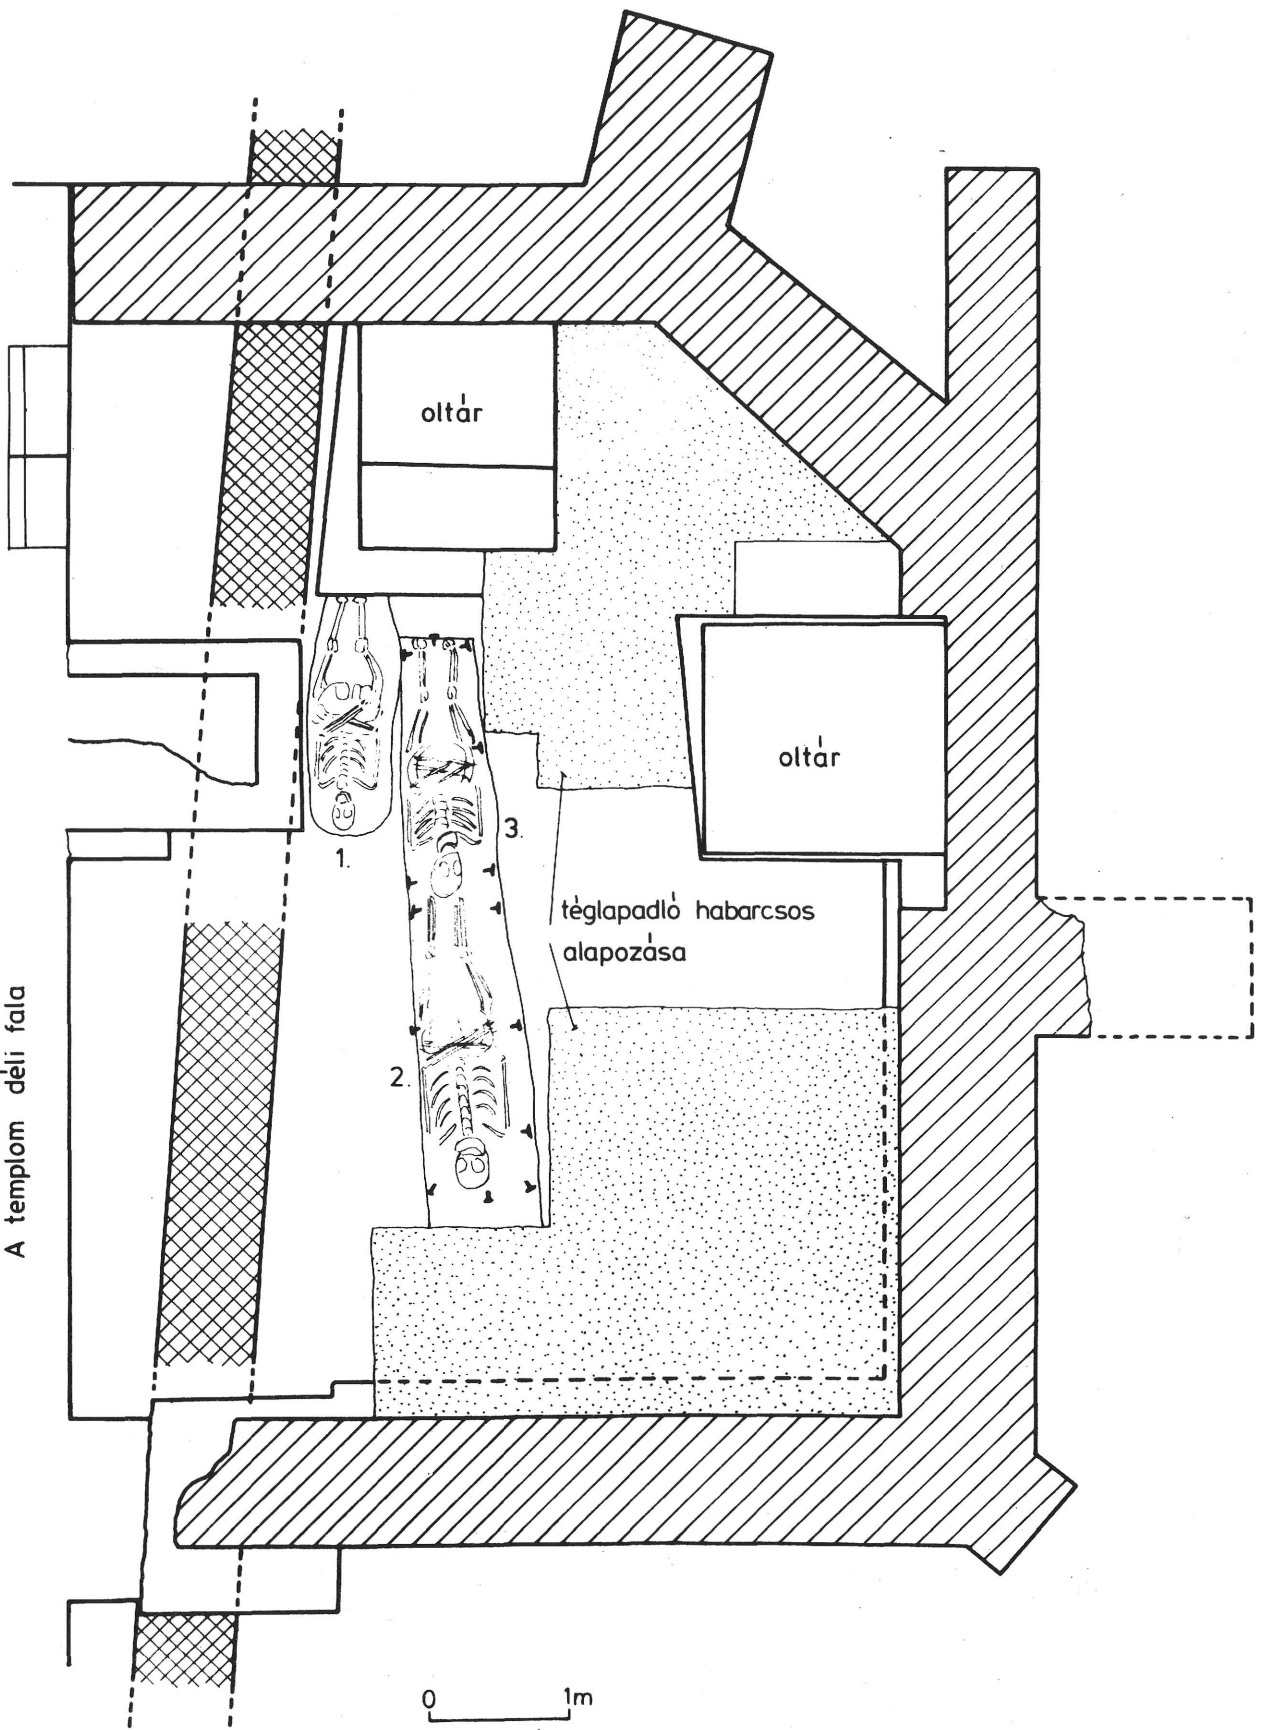 oltár
oltár
1.
3.
téglapadló habarcsos
alapozása
2.
A templom déli fala
0 1m